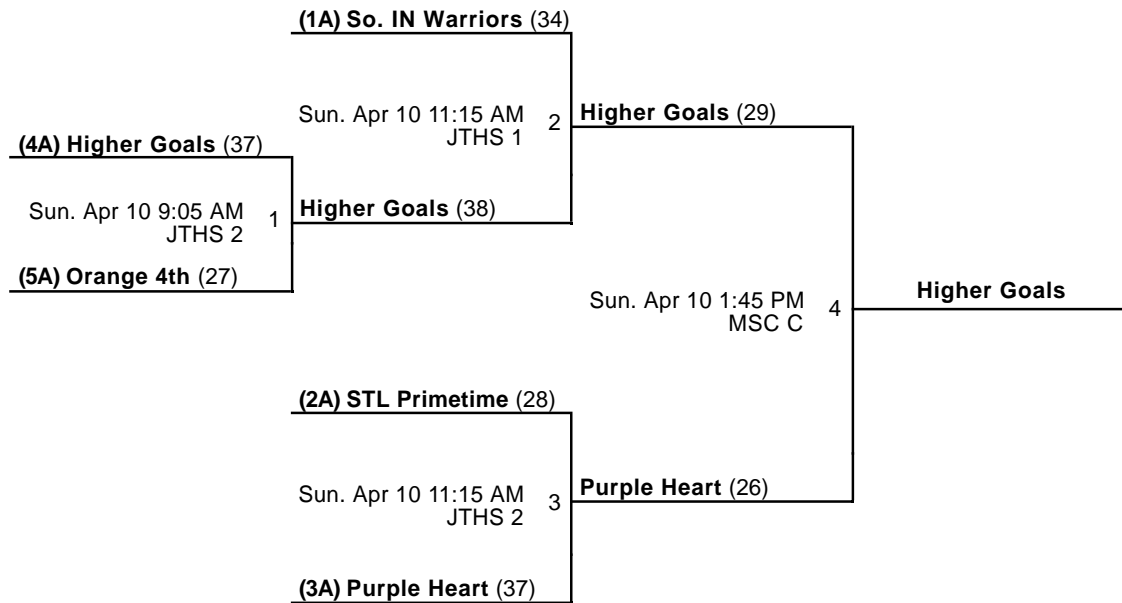 (1A) So. IN Warriors (34)
Sun. Apr 10 11:15 AM
JTHS 1
2
Higher Goals (29)
(4A) Higher Goals (37)
Sun. Apr 10 9:05 AM
JTHS 2
1
Higher Goals (38)
(5A) Orange 4th (27)
Sun. Apr 10 1:45 PM
MSC C
4
Higher Goals
(2A) STL Primetime (28)
Sun. Apr 10 11:15 AM
JTHS 2
3
Purple Heart (26)
(3A) Purple Heart (37)